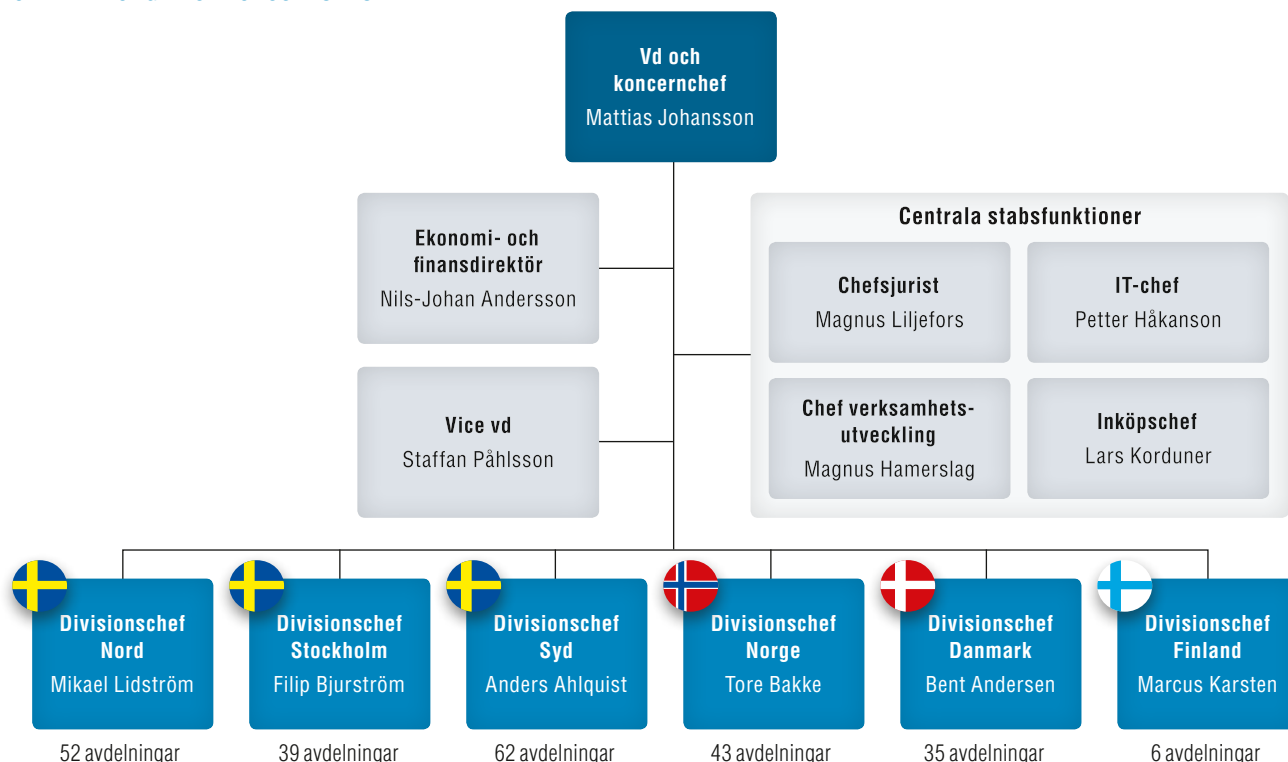 Vd och
koncernchef
Mattias Johansson
Ekonomi- och
finansdirektör
Nils-Johan Andersson
Vice vd
Staffan Påhlsson
Centrala stabsfunktioner
Chefsjurist
Magnus Liljefors
IT-chef
Petter Håkanson
Chef verksamhets-
utveckling
Magnus Hamerslag
Inköpschef
Lars Korduner
Divisionschef
Nord
Mikael Lidström
52 avdelningar
Divisionschef
Stockholm
Filip Bjurström
39 avdelningar
Divisionschef
Syd
Anders Ahlquist
62 avdelningar
Divisionschef
Norge
Tore Bakke
43 avdelningar
Divisionschef
Danmark
Bent Andersen
35 avdelningar
Divisionschef
Finland
Marcus Karsten
6 avdelningar